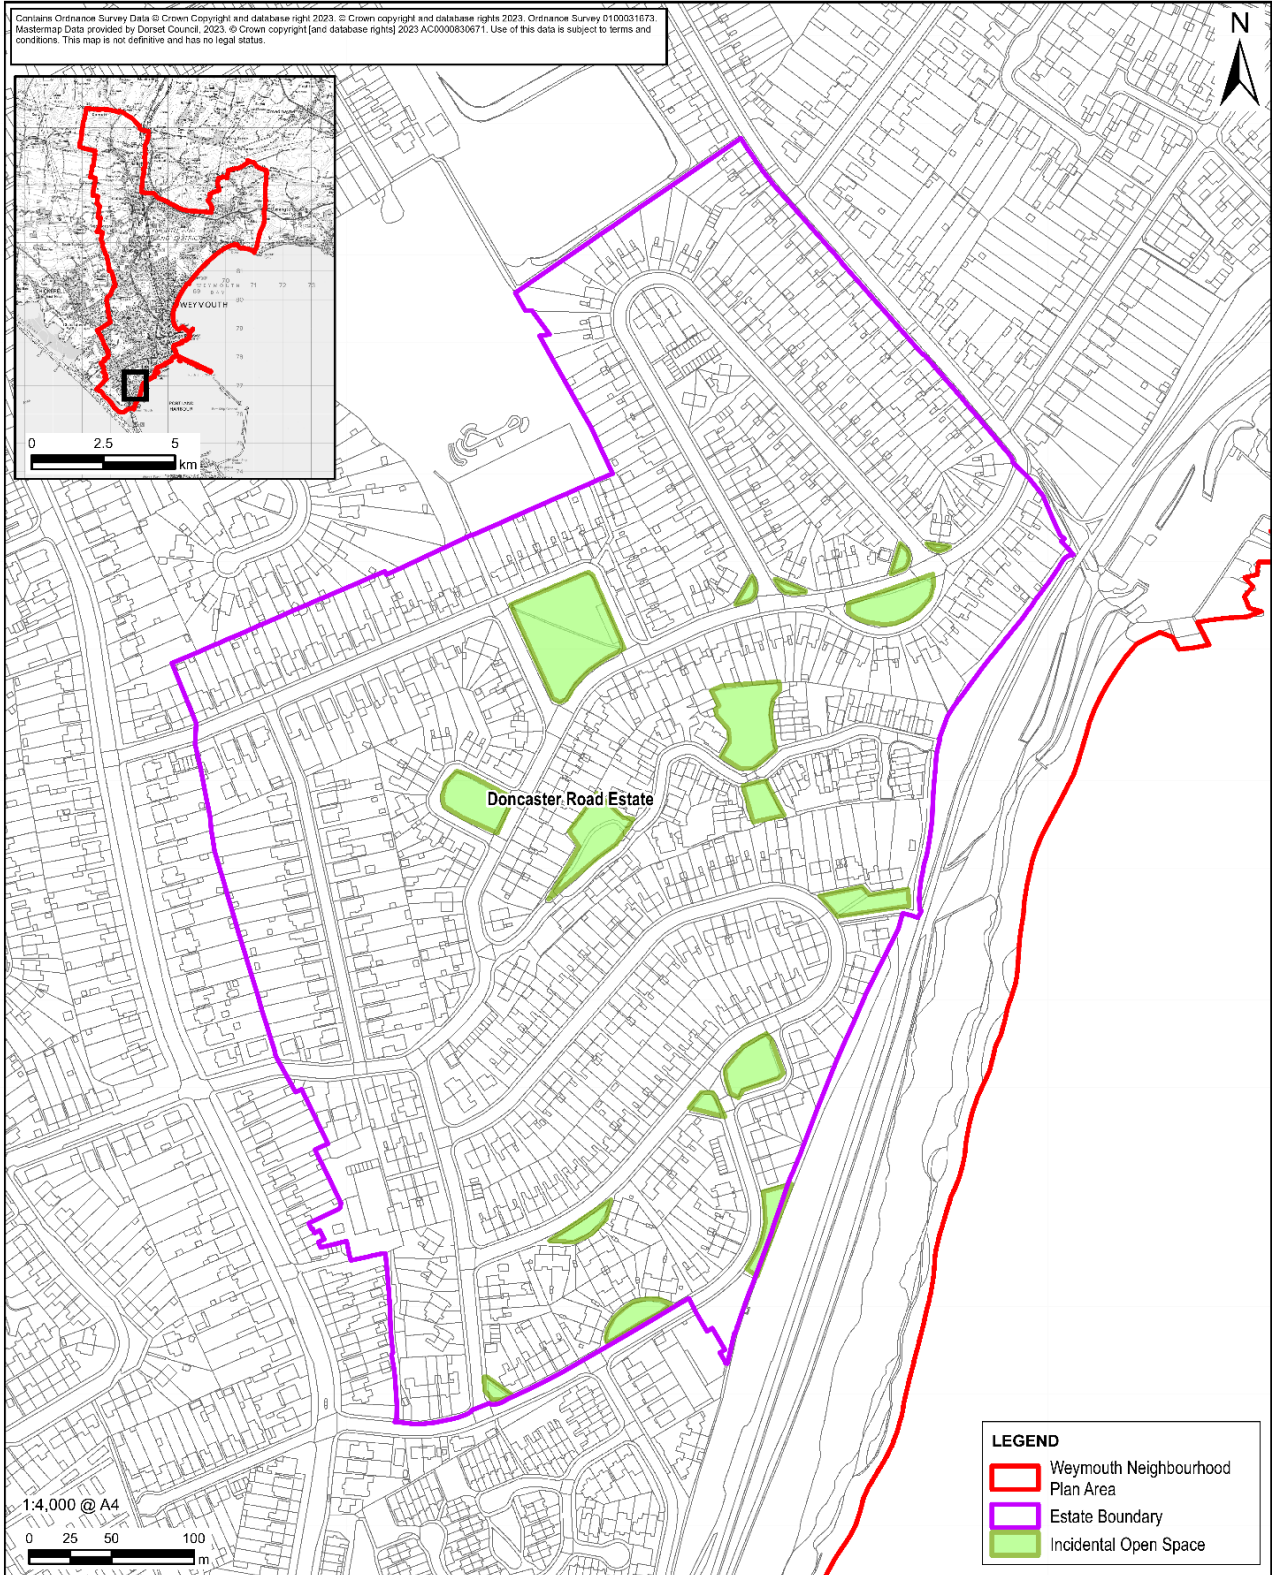 Contains Ordnance Survey Data © Crown Copyright and database right 2023. © Crown copyright and database rights 2023. Ordnance Survey 0100031673.
Mastermap Data provided by Dorset Council, 2023. © Crown copyright [and database rights] 2023 AC0000830671. Use of this data is subject to terms and
conditions. This map is not definitive and has no legal status.
N
WEYMOUTH
BAY
WEYMOUTH
PORTLAND
HARBOUR
0 2.5 5
km
Doncaster Road Estate
LEGEND
Weymouth Neighbourhood
Plan Area
Estate Boundary
Incidental Open Space
1:4,000 @ A4
0 25 50 100
m